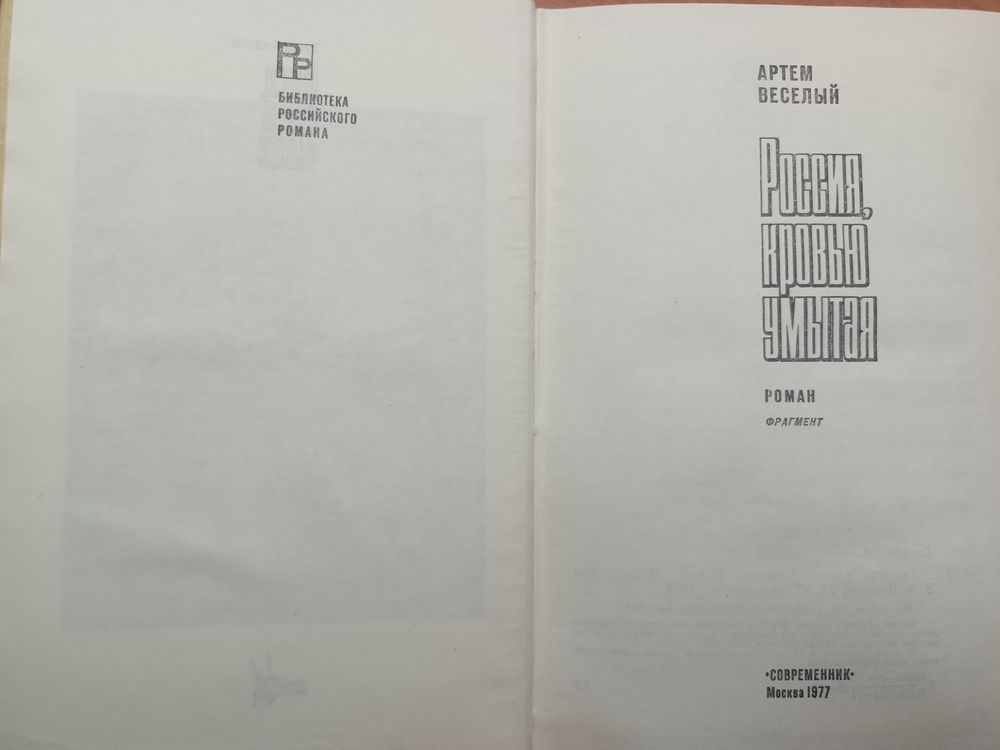 РР
БИБЛИОТЕКА
РОССИЙСКОГО
РОМАНА
АРТЕМ
ВЕСЕЛЫЙ
Россия,
кровью
умытая
РОМАН
ФРАГМЕНТ
•СОВРЕМЕННИК•
Москва 1977